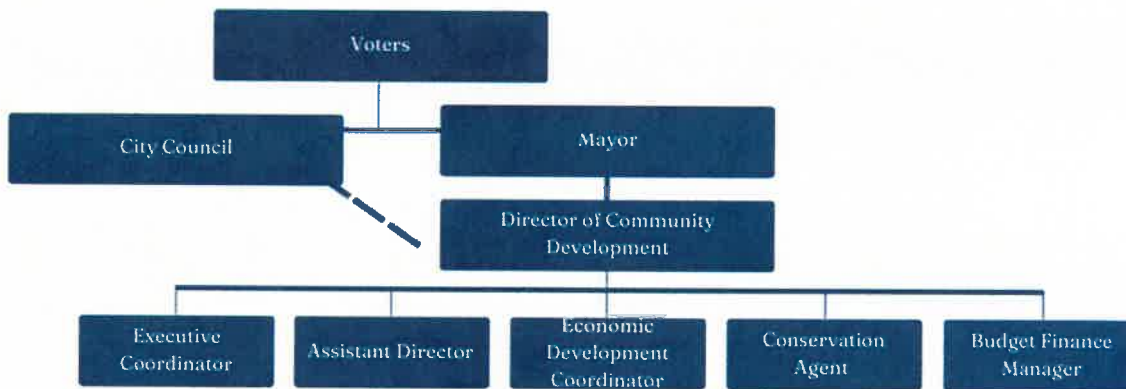 Voters
City Council
Mayor
Director of Community
Development
Executive
Coordinator
Assistant Director
Economic
Development
Coordinator
Conservation
Agent
Budget Finance
Manager